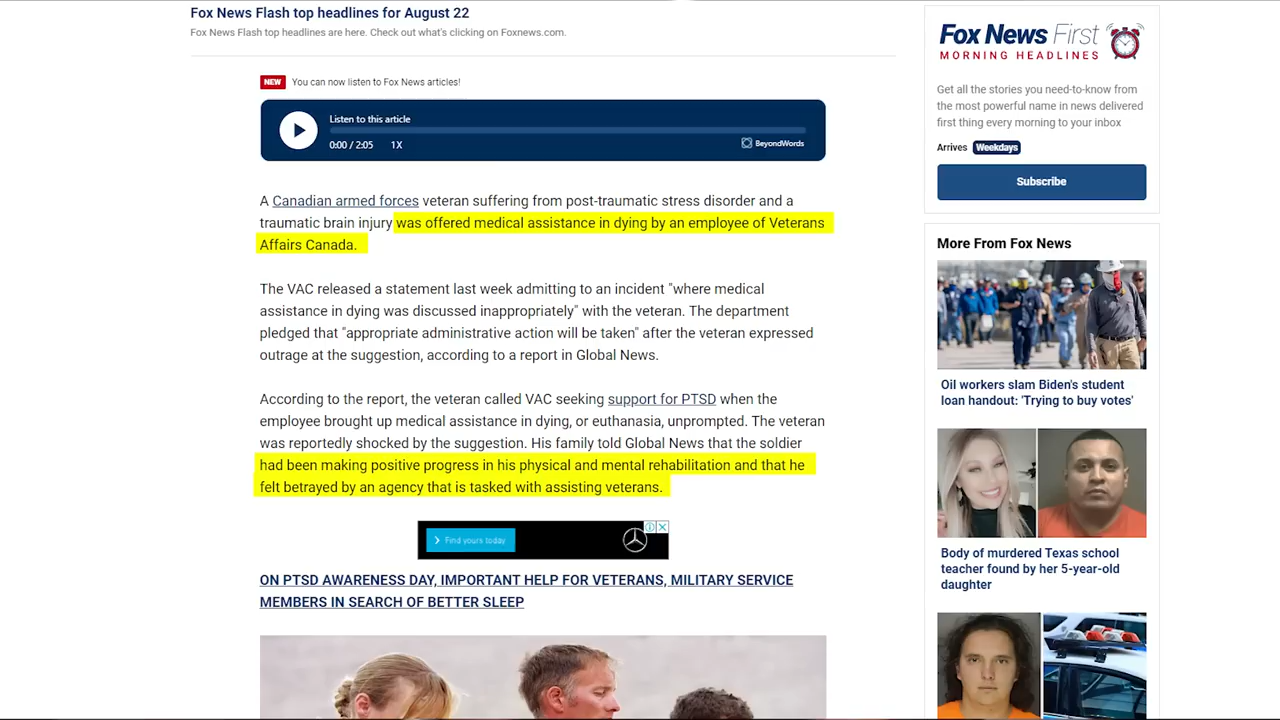 Fox News Flash top headlines for August 22
Fox News Flash top headlines are here. Check out what's clicking on Foxnews.com.
NEW You can now listen to Fox News articles!
Listen to this article
0:00 / 2:05 1X BeyondWords
A Canadian armed forces veteran suffering from post-traumatic stress disorder and a
traumatic brain injury was offered medical assistance in dying by an employee of Veterans
Affairs Canada.
The VAC released a statement last week admitting to an incident "where medical
assistance in dying was discussed inappropriately" with the veteran. The department
pledged that "appropriate administrative action will be taken" after the veteran expressed
outrage at the suggestion, according to a report in Global News.
According to the report, the veteran called VAC seeking support for PTSD when the
employee brought up medical assistance in dying, or euthanasia, unprompted. The veteran
was reportedly shocked by the suggestion. His family told Global News that the soldier
had been making positive progress in his physical and mental rehabilitation and that he
felt betrayed by an agency that is tasked with assisting veterans.
Find yours today
ON PTSD AWARENESS DAY, IMPORTANT HELP FOR VETERANS, MILITARY SERVICE
MEMBERS IN SEARCH OF BETTER SLEEP
Fox News First
MORNING HEADLINES
Get all the stories you need-to-know from
the most powerful name in news delivered
first thing every morning to your inbox
Arrives Weekdays
Subscribe
More From Fox News
Oil workers slam Biden's student
loan handout: 'Trying to buy votes'
Body of murdered Texas school
teacher found by her 5-year-old
daughter